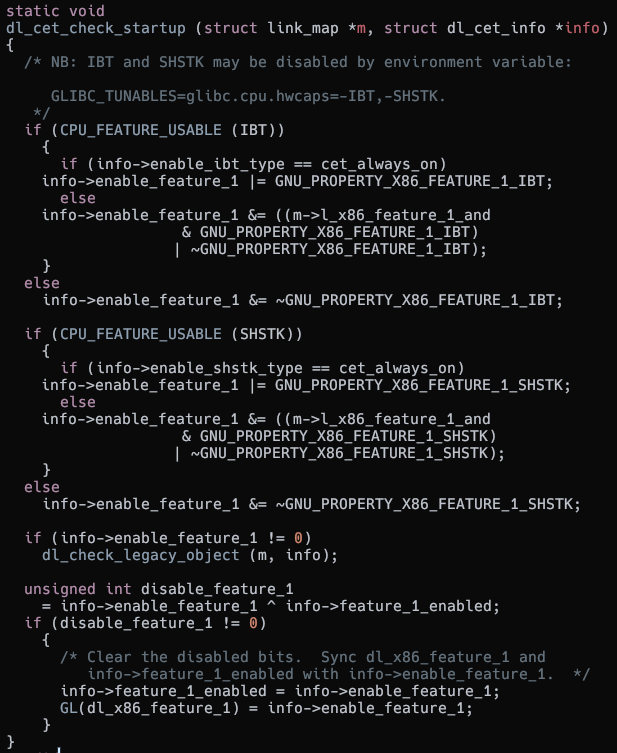 static void
dl_cet_check_startup (struct link_map *m, struct dl_cet_info *info)
{
  /* NB: IBT and SHSTK may be disabled by environment variable:

     GLIBC_TUNABLES=glibc.cpu.hwcaps=-IBT,-SHSTK.
   */
  if (CPU_FEATURE_USABLE (IBT))
    {
      if (info->enable_ibt_type == cet_always_on)
    info->enable_feature_1 |= GNU_PROPERTY_X86_FEATURE_1_IBT;
      else
    info->enable_feature_1 &= ((m->l_x86_feature_1_and
                    & GNU_PROPERTY_X86_FEATURE_1_IBT)
                   | ~GNU_PROPERTY_X86_FEATURE_1_IBT);
    }
  else
    info->enable_feature_1 &= ~GNU_PROPERTY_X86_FEATURE_1_IBT;

  if (CPU_FEATURE_USABLE (SHSTK))
    {
      if (info->enable_shstk_type == cet_always_on)
    info->enable_feature_1 |= GNU_PROPERTY_X86_FEATURE_1_SHSTK;
      else
    info->enable_feature_1 &= ((m->l_x86_feature_1_and
                    & GNU_PROPERTY_X86_FEATURE_1_SHSTK)
                   | ~GNU_PROPERTY_X86_FEATURE_1_SHSTK);
    }
  else
    info->enable_feature_1 &= ~GNU_PROPERTY_X86_FEATURE_1_SHSTK;

  if (info->enable_feature_1 != 0)
    dl_check_legacy_object (m, info);

  unsigned int disable_feature_1
    = info->enable_feature_1 ^ info->feature_1_enabled;
  if (disable_feature_1 != 0)
    {
      /* Clear the disabled bits.  Sync dl_x86_feature_1 and
         info->feature_1_enabled with info->enable_feature_1.  */
      info->feature_1_enabled = info->enable_feature_1;
      GL(dl_x86_feature_1) = info->enable_feature_1;
    }
}